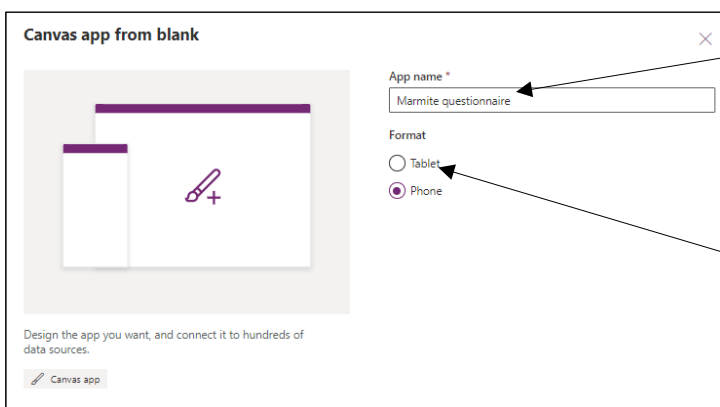 Canvas app from blank
App name *
Marmite questionnaire
Format
Tablet
Phone
Design the app you want, and connect it to hundreds of
data sources.
Canvas app